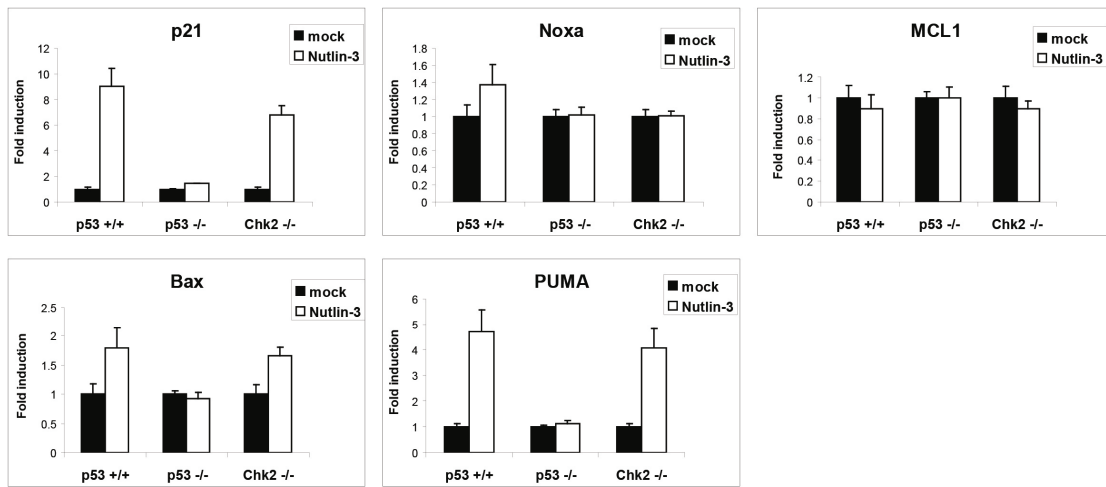 p21
mock
Nutlin-3
Fold induction
12
10
8
6
4
2
0
p53 +/+ p53 -/- Chk2 -/-
Noxa
mock
Nutlin-3
Fold induction
1.8
1.6
1.4
1.2
1
0.8
0.6
0.4
0.2
0
p53 +/+ p53 -/- Chk2 -/-
MCL1
mock
Nutlin-3
Fold induction
1.2
1
0.8
0.6
0.4
0.2
0
p53 +/+ p53 -/- Chk2 -/-
Bax
mock
Nutlin-3
Fold induction
2.5
2
1.5
1
0.5
0
p53 +/+ p53 -/- Chk2 -/-
PUMA
mock
Nutlin-3
Fold induction
6
5
4
3
2
1
0
p53 +/+ p53 -/- Chk2 -/-